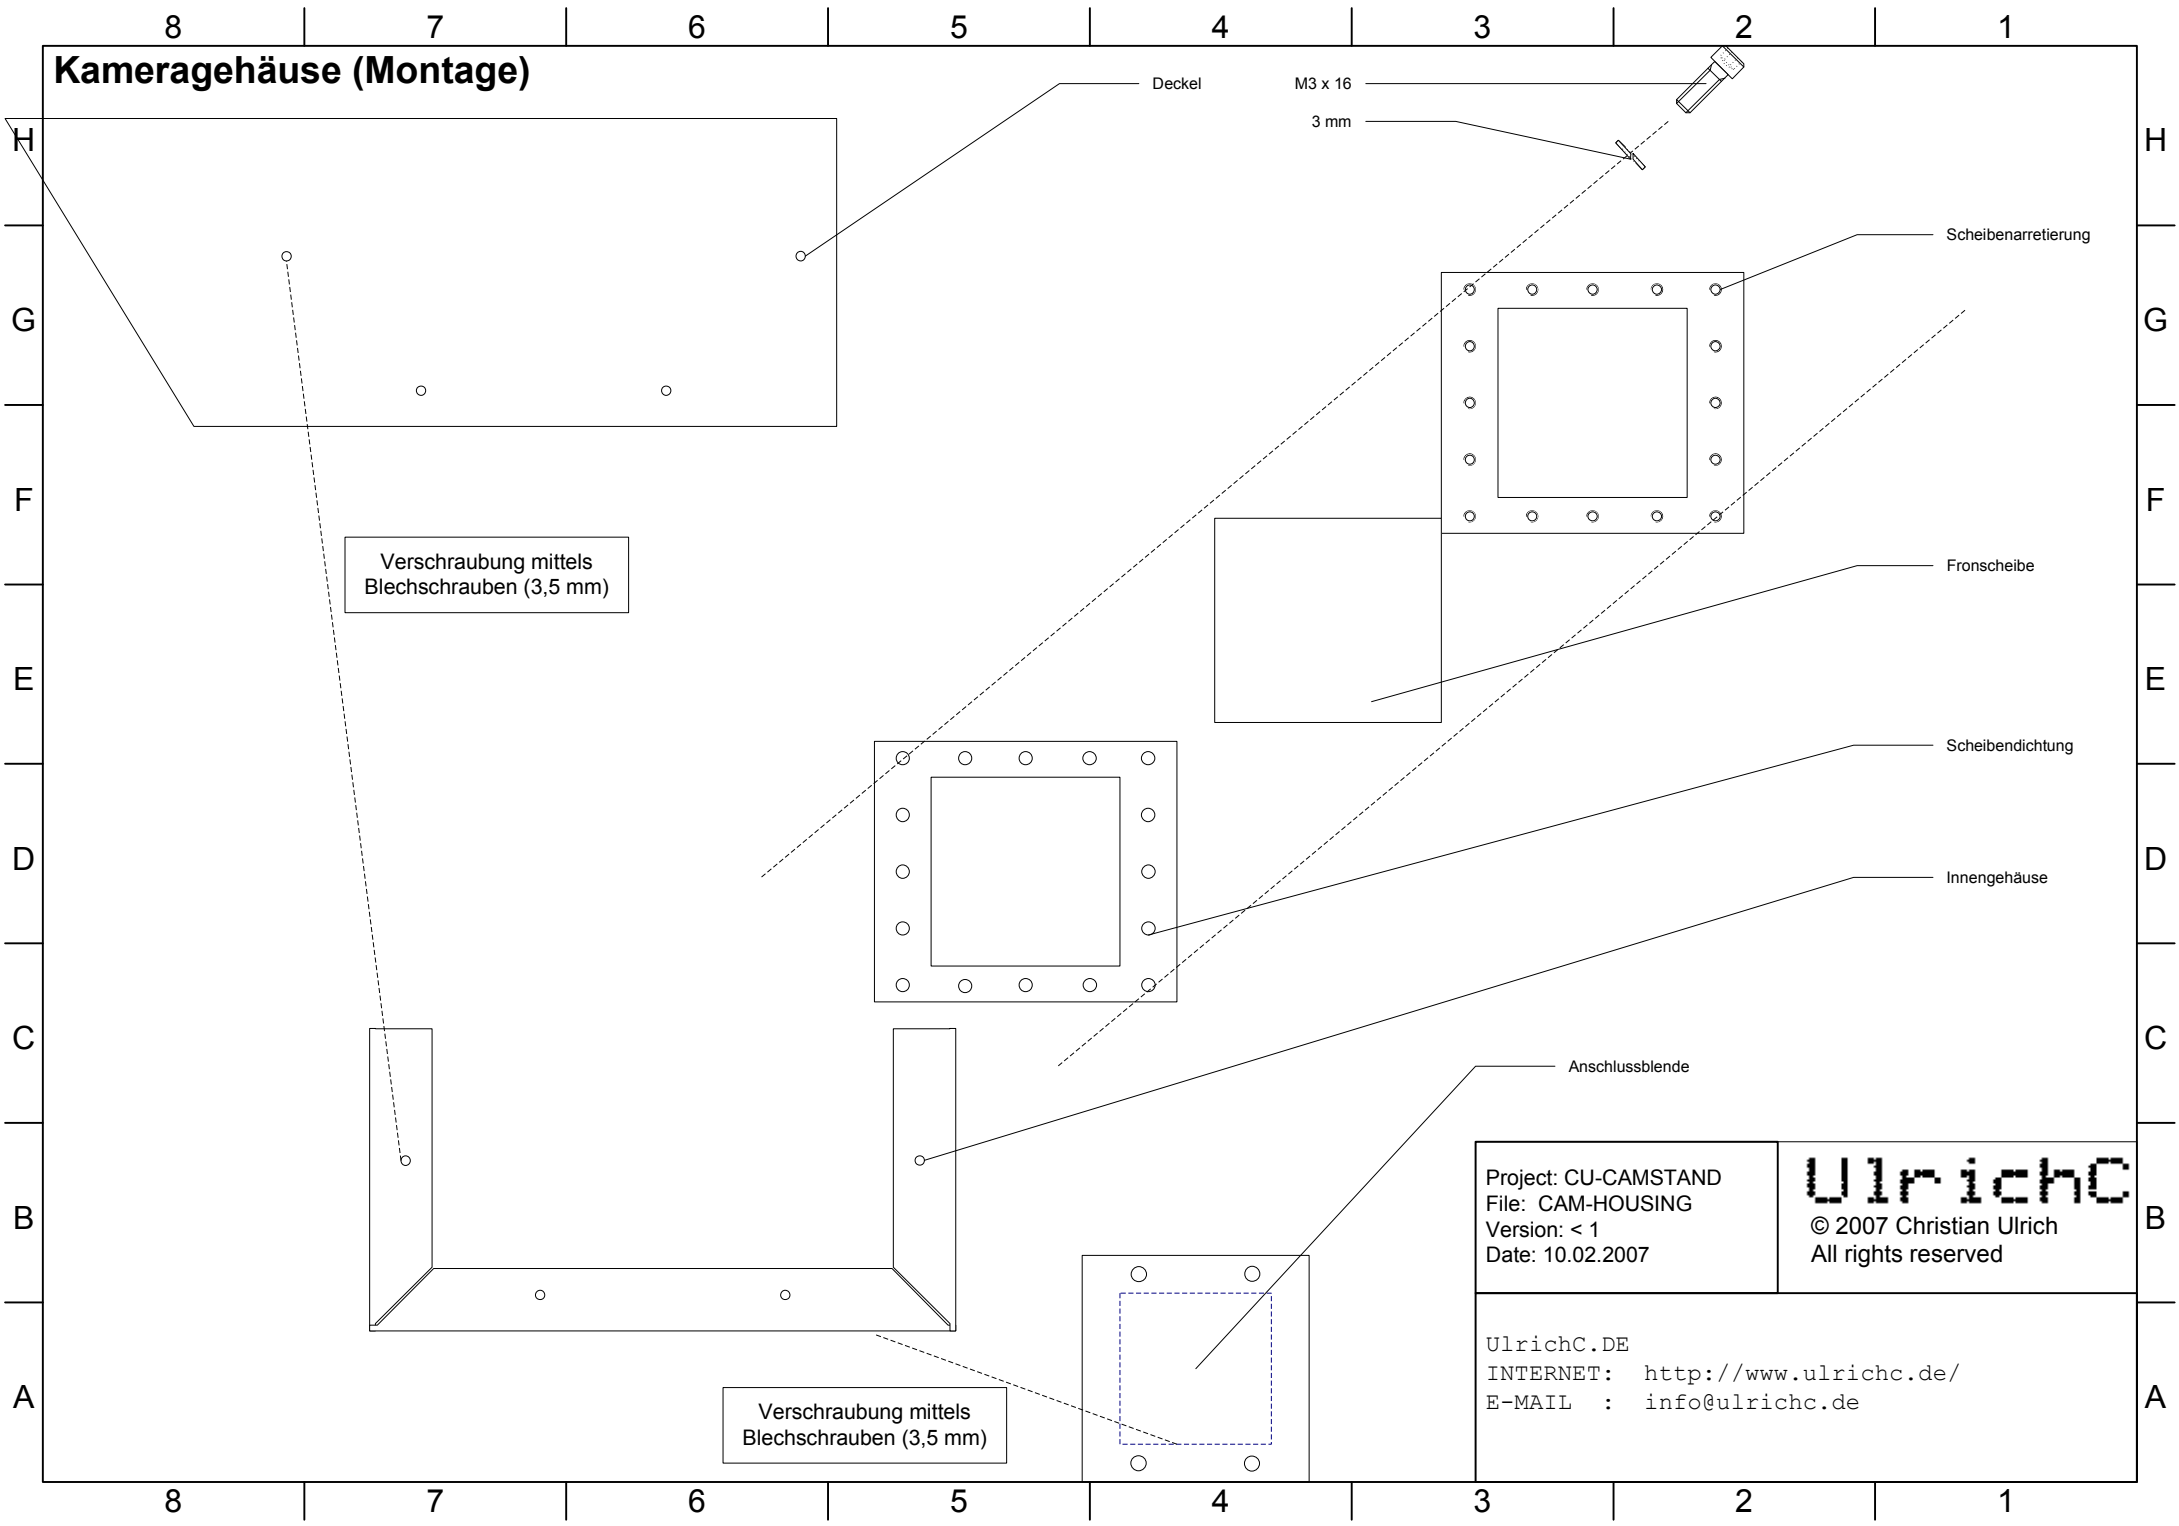 8 7 6 5 4 3 2 1
Kameragehäuse (Montage)
Deckel
M3 x 16
3 mm
H H
Scheibenarretierung
G G
F F
Verschraubung mittels
Blechschrauben (3,5 mm)
Fronscheibe
E E
Scheibendichtung
D D
Innengehäuse
C C
Anschlussblende
Project: CU-CAMSTAND
File: CAM-HOUSING
Version: < 1
Date: 10.02.2007
UlrichC
© 2007 Christian Ulrich
All rights reserved
B B
UlrichC.DE
INTERNET: http://www.ulrichc.de/
E-MAIL : info@ulrichc.de
A A
Verschraubung mittels
Blechschrauben (3,5 mm)
8 7 6 5 4 3 2 1